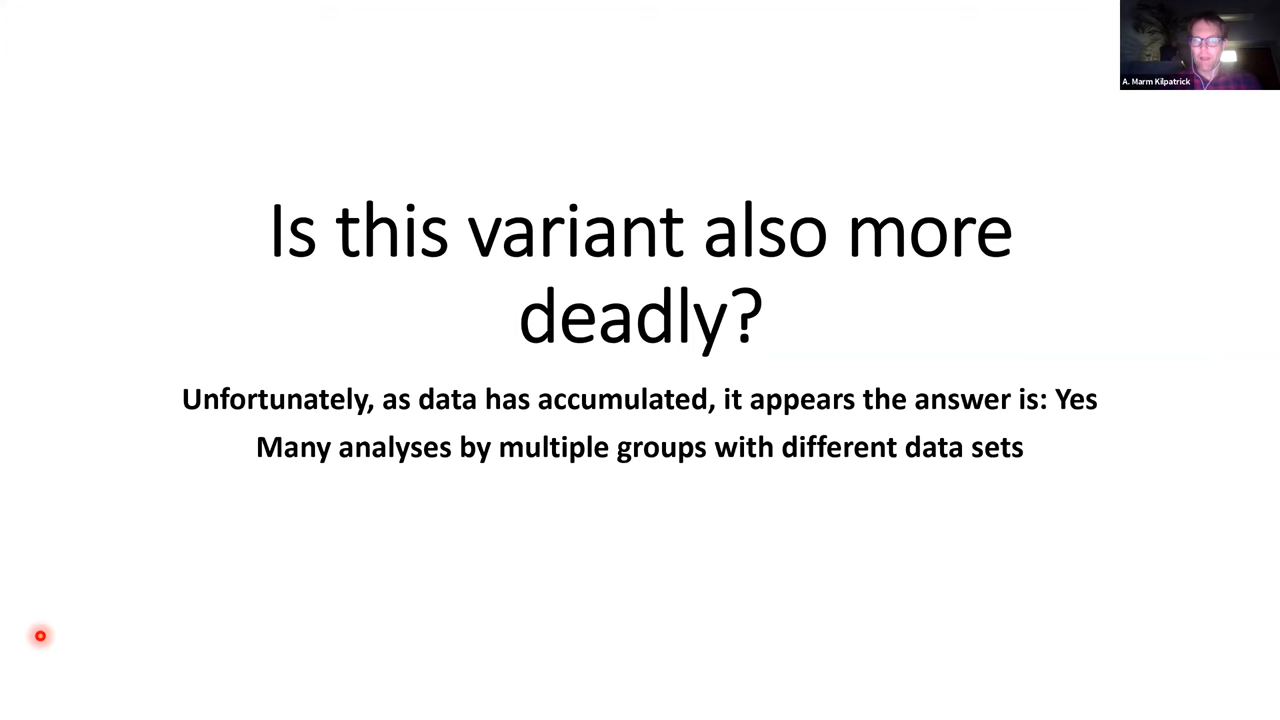 A. Marm Kilpatrick
Is this variant also more
deadly?
Unfortunately, as data has accumulated, it appears the answer is: Yes
Many analyses by multiple groups with different data sets